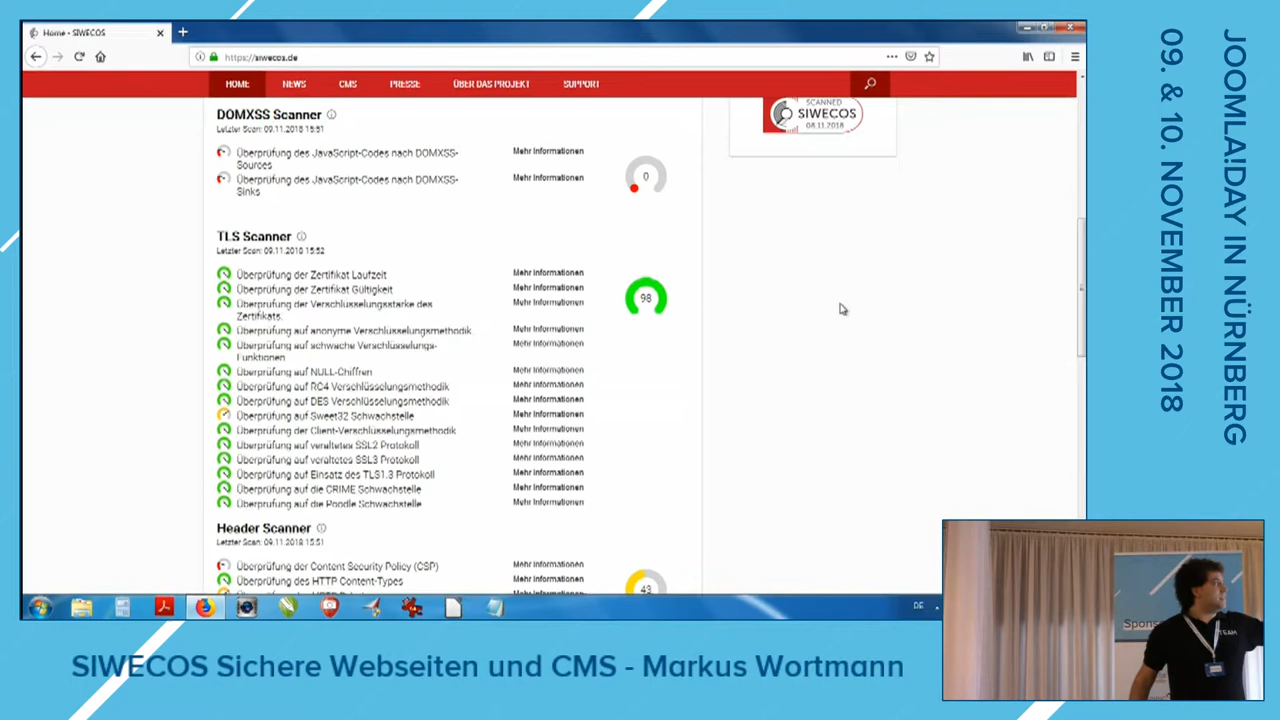 Home - SIWECOS
https://siwecos.de
HOME NEWS CMS PRESSE ÜBER DAS PROJEKT SUPPORT
SCANNED
SIWECOS
08.11.2018
DOMXSS Scanner
Letzter Scan: 09.11.2018 15:51
Überprüfung des JavaScript-Codes nach DOMXSS-
Sources
Mehr Informationen
Überprüfung des JavaScript-Codes nach DOMXSS-
Sinks
Mehr Informationen
0
TLS Scanner
Letzter Scan: 09.11.2018 15:52
Überprüfung der Zertifikat Laufzeit Mehr Informationen
Überprüfung der Zertifikat Gültigkeit Mehr Informationen
Überprüfung der Verschlüsselungsstärke des
Zertifikats.
Mehr Informationen
Überprüfung auf anonyme Verschlüsselungsmethodik Mehr Informationen
Überprüfung auf schwache Verschlüsselungs-
Funktionen
Mehr Informationen
Überprüfung auf NULL-Chiffren Mehr Informationen
Überprüfung auf RC4 Verschlüsselungsmethodik Mehr Informationen
Überprüfung auf DES Verschlüsselungsmethodik Mehr Informationen
Überprüfung auf Sweet32 Schwachstelle Mehr Informationen
Überprüfung der Client-Verschlüsselungsmethodik Mehr Informationen
Überprüfung auf veraltetes SSL2 Protokoll Mehr Informationen
Überprüfung auf veraltetes SSL3 Protokoll Mehr Informationen
Überprüfung auf Einsatz des TLS1.3 Protokoll Mehr Informationen
Überprüfung auf die CRIME Schwachstelle Mehr Informationen
Überprüfung auf die Poodle Schwachstelle Mehr Informationen
98
Header Scanner
Letzter Scan: 09.11.2018 15:51
Überprüfung der Content Security Policy (CSP) Mehr Informationen
Überprüfung des HTTP Content-Types Mehr Informationen
43
DE
JOOMLA!DAY IN NÜRNBERG
09. & 10. NOVEMBER 2018
Spons
TEAM
SIWECOS Sichere Webseiten und CMS - Markus Wortmann